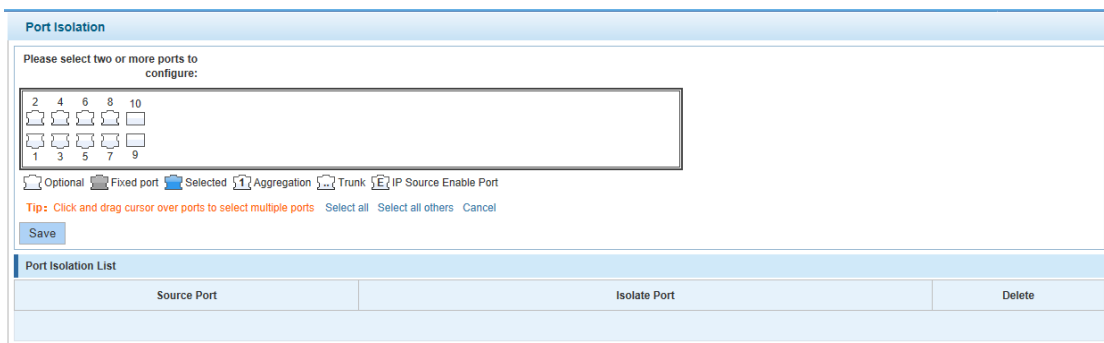 Port Isolation
Please select two or more ports to
configure:
2 4 6 8 10
1 3 5 7 9
Optional Fixed port Selected 1 Aggregation ... Trunk E IP Source Enable Port
Tip: Click and drag cursor over ports to select multiple ports Select all Select all others Cancel
Save
Port Isolation List
Source Port Isolate Port Delete